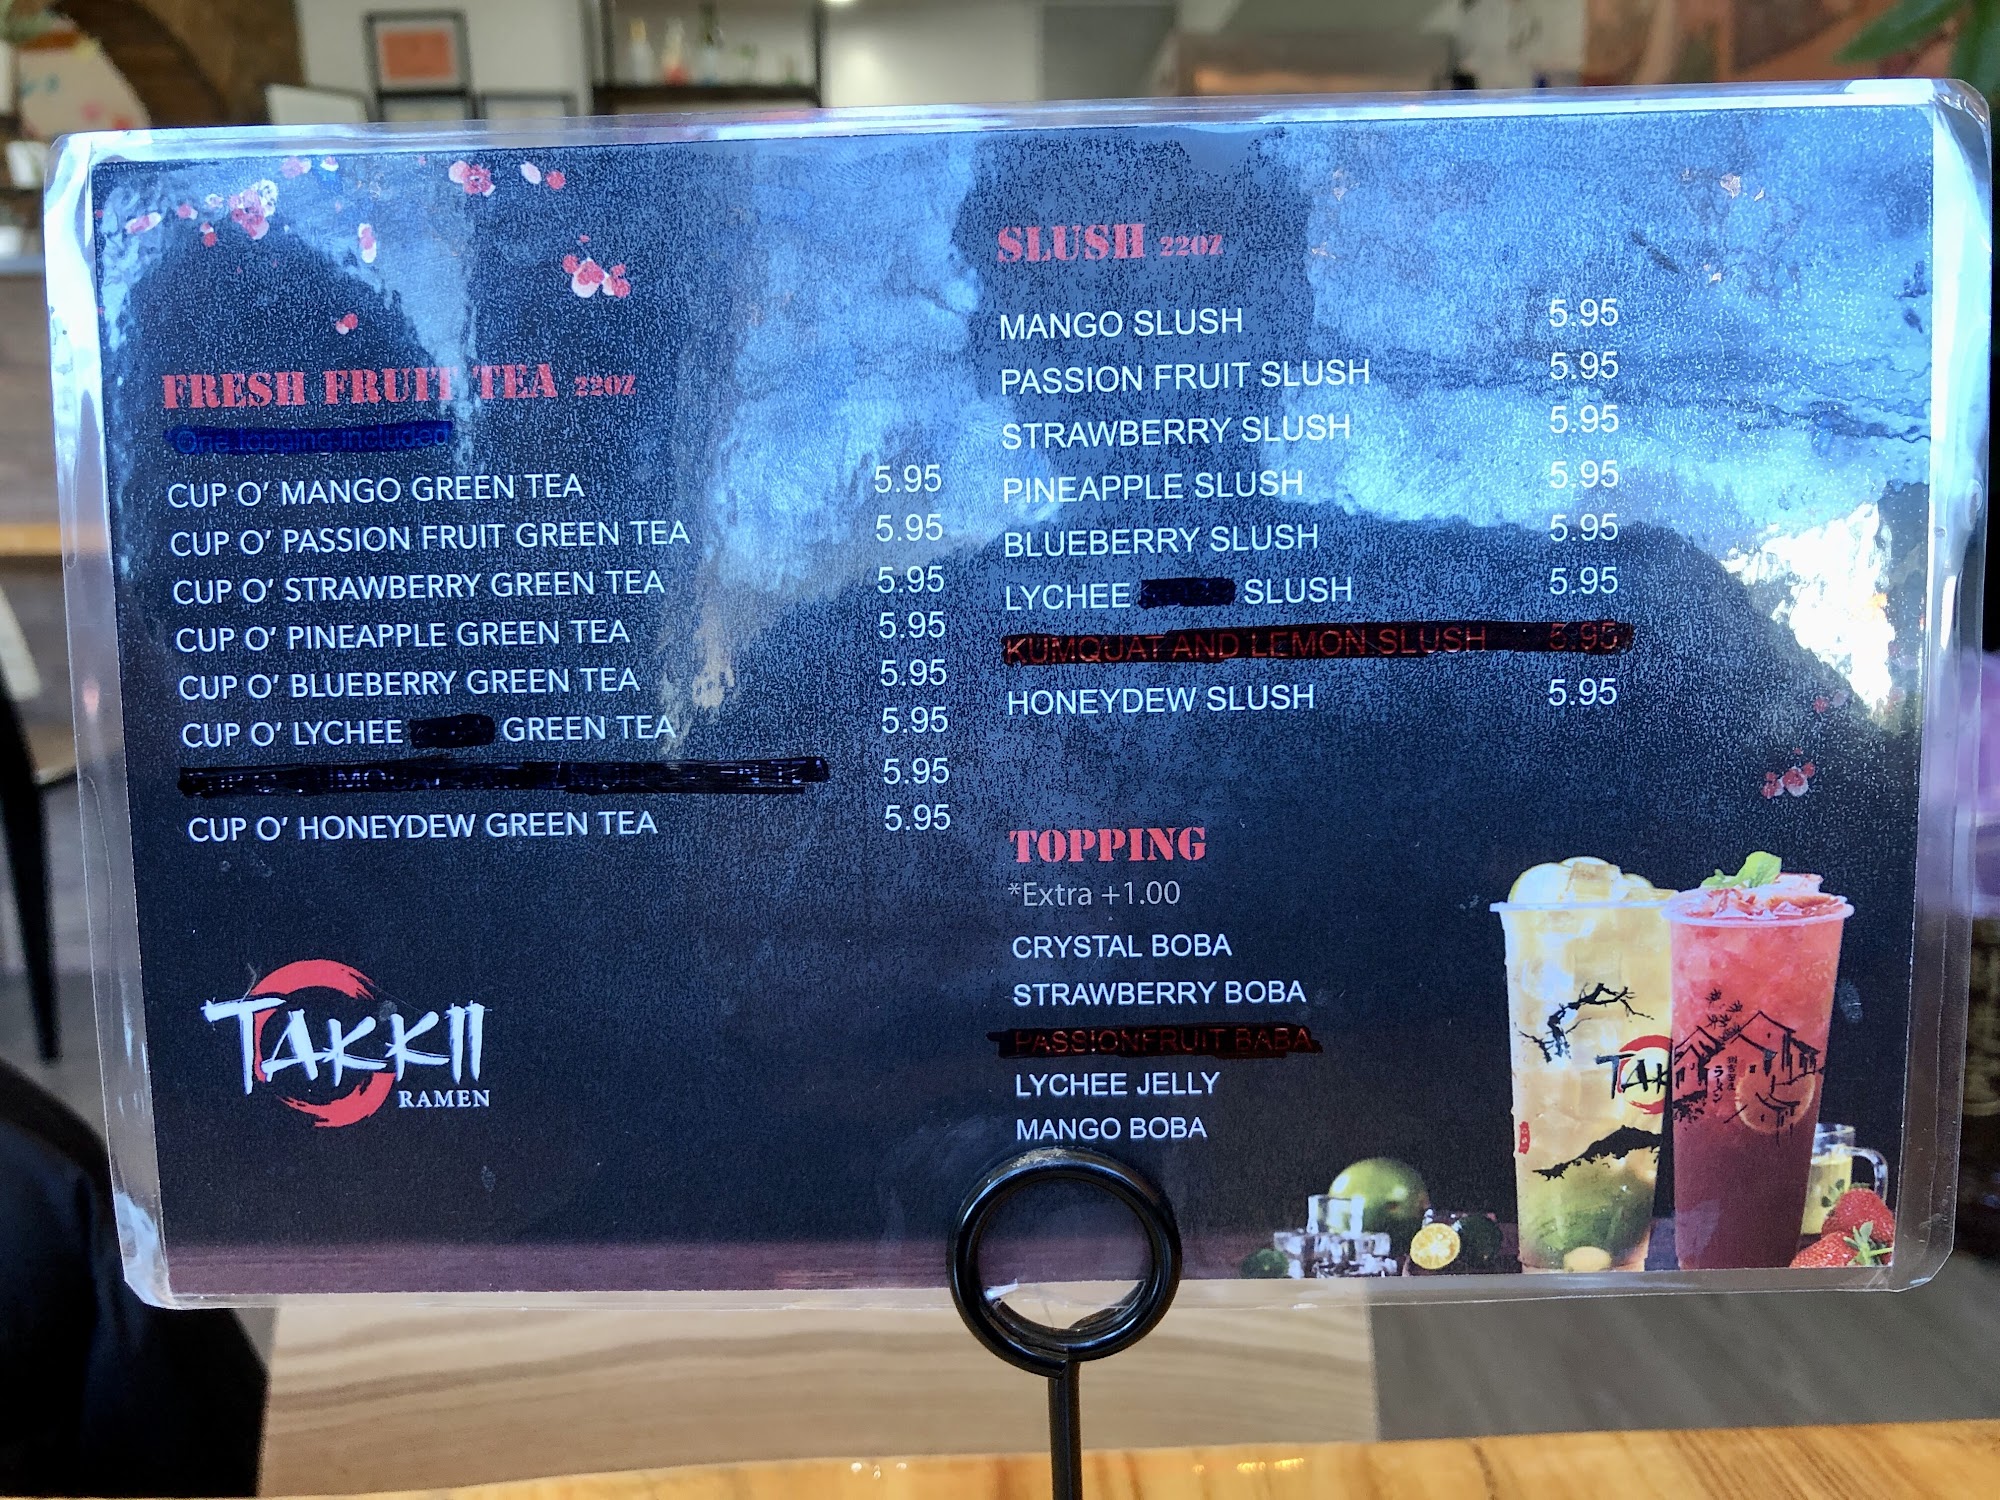 FRESH FRUIT TEA 22OZ
*One topping included
CUP O' MANGO GREEN TEA 5.95
CUP O' PASSION FRUIT GREEN TEA 5.95
CUP O' STRAWBERRY GREEN TEA 5.95
CUP O' PINEAPPLE GREEN TEA 5.95
CUP O' BLUEBERRY GREEN TEA 5.95
CUP O' LYCHEE GREEN TEA 5.95
5.95
CUP O' HONEYDEW GREEN TEA 5.95
TAKKII
RAMEN
SLUSH 22OZ
MANGO SLUSH 5.95
PASSION FRUIT SLUSH 5.95
STRAWBERRY SLUSH 5.95
PINEAPPLE SLUSH 5.95
BLUEBERRY SLUSH 5.95
LYCHEE SLUSH 5.95
KUMQUAT AND LEMON SLUSH 5.95
HONEYDEW SLUSH 5.95
TOPPING
*Extra +1.00
CRYSTAL BOBA
STRAWBERRY BOBA
PASSIONFRUIT BABA
LYCHEE JELLY
MANGO BOBA
TAK
ラーメン